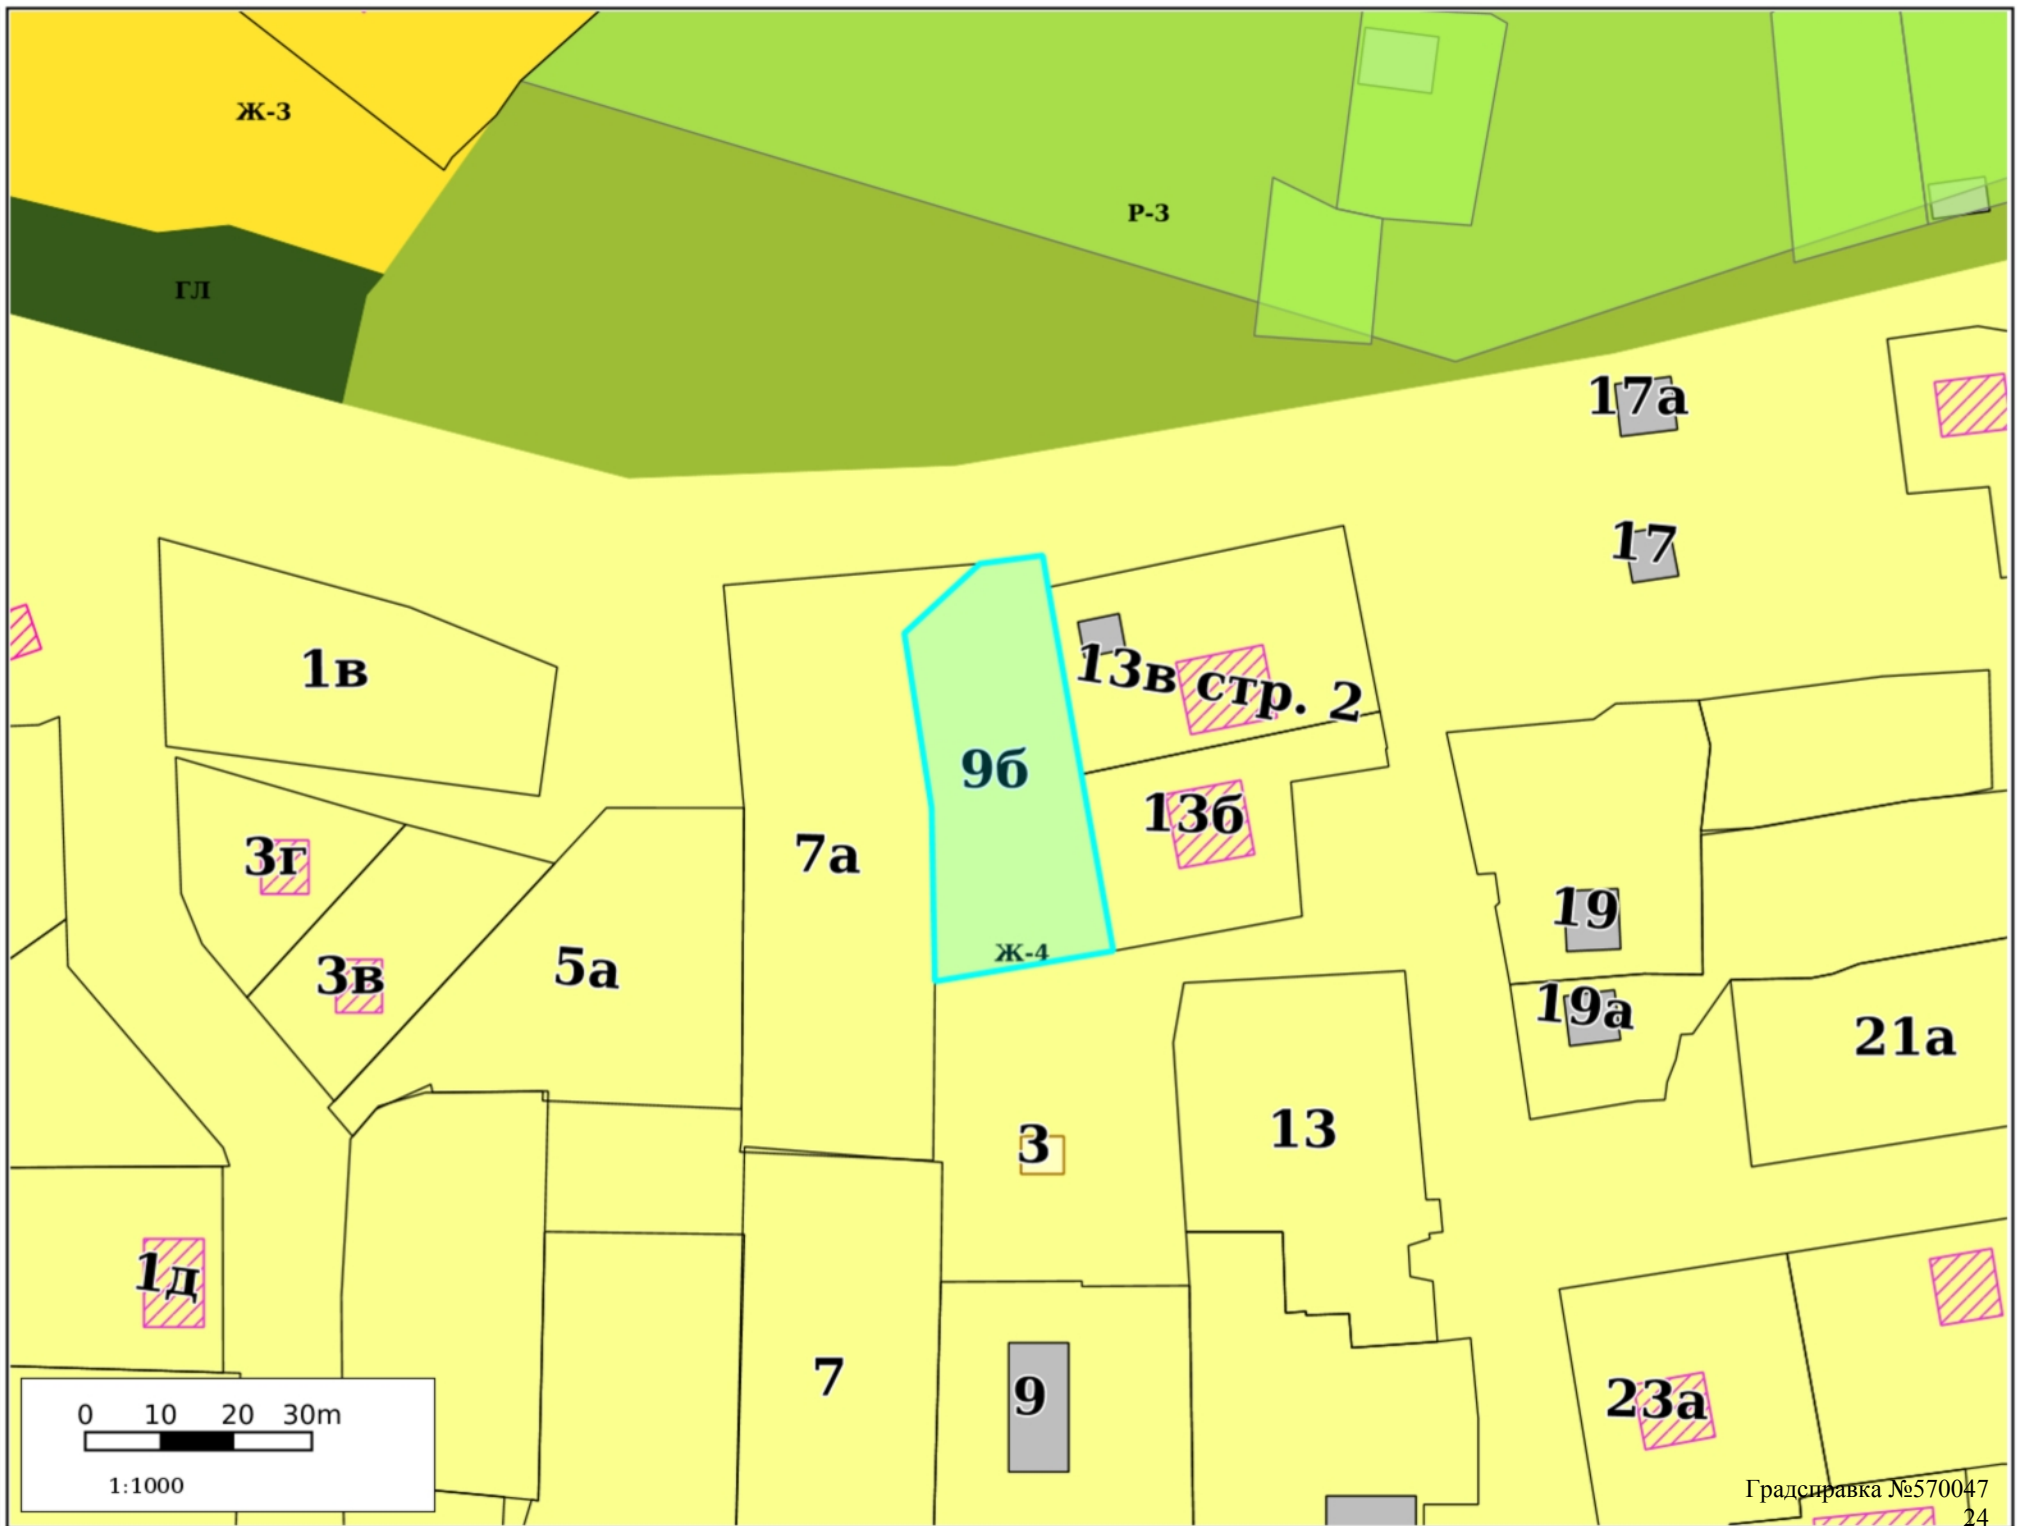 Ж-3
Р-3
ГЛ
17а
17
1в
13в стр. 2
9б
13б
7а
3г
3в
5а
19
Ж-4
19а
21а
13
3
1д
7
9
23а
0 10 20 30m
1:1000
Градсправка №570047
24